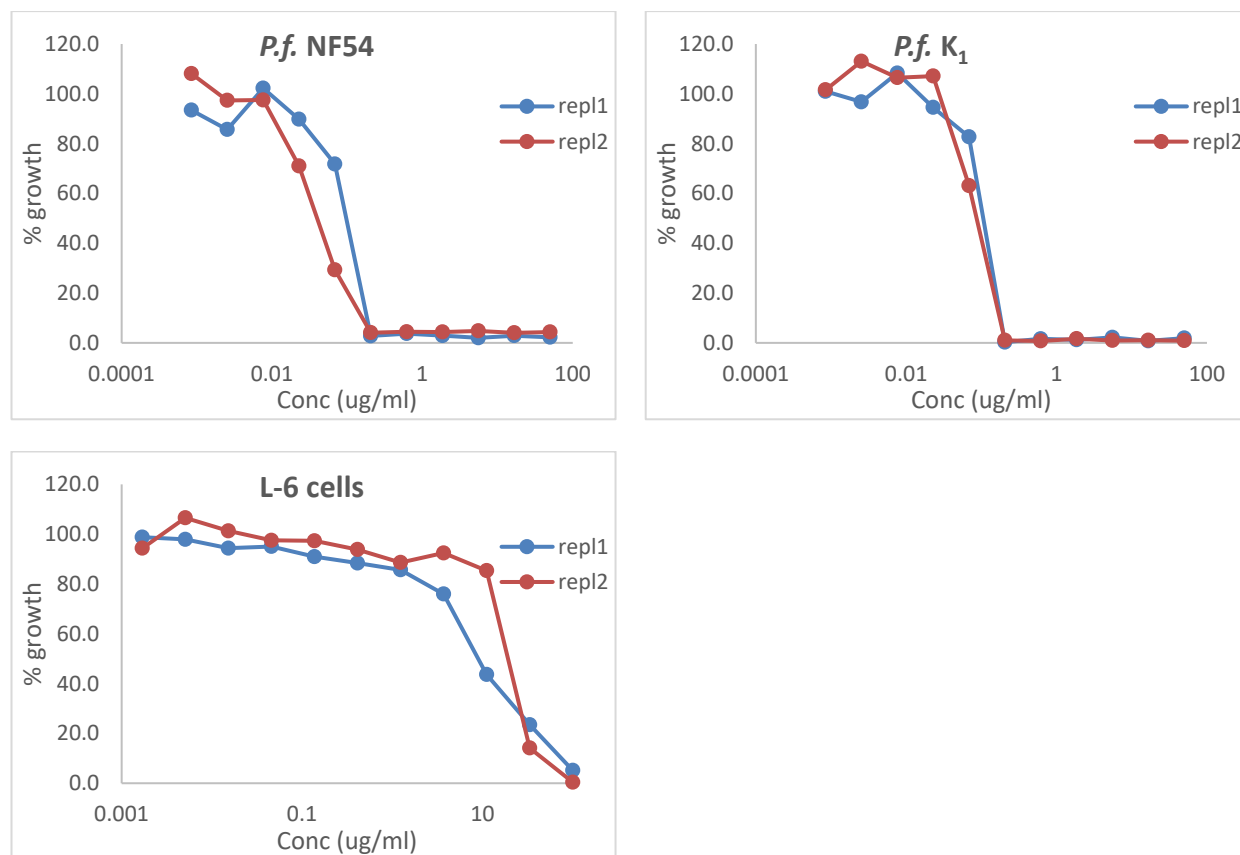 P.f. NF54
120.0
100.0
80.0
60.0
40.0
20.0
0.0
% growth
0.0001
0.01
1
100
Conc (ug/ml)
repl1
repl2
P.f. K1
120.0
100.0
80.0
60.0
40.0
20.0
0.0
% growth
0.0001
0.01
1
100
Conc (ug/ml)
repl1
repl2
L-6 cells
120.0
100.0
80.0
60.0
40.0
20.0
0.0
% growth
0.001
0.1
10
Conc (ug/ml)
repl1
repl2